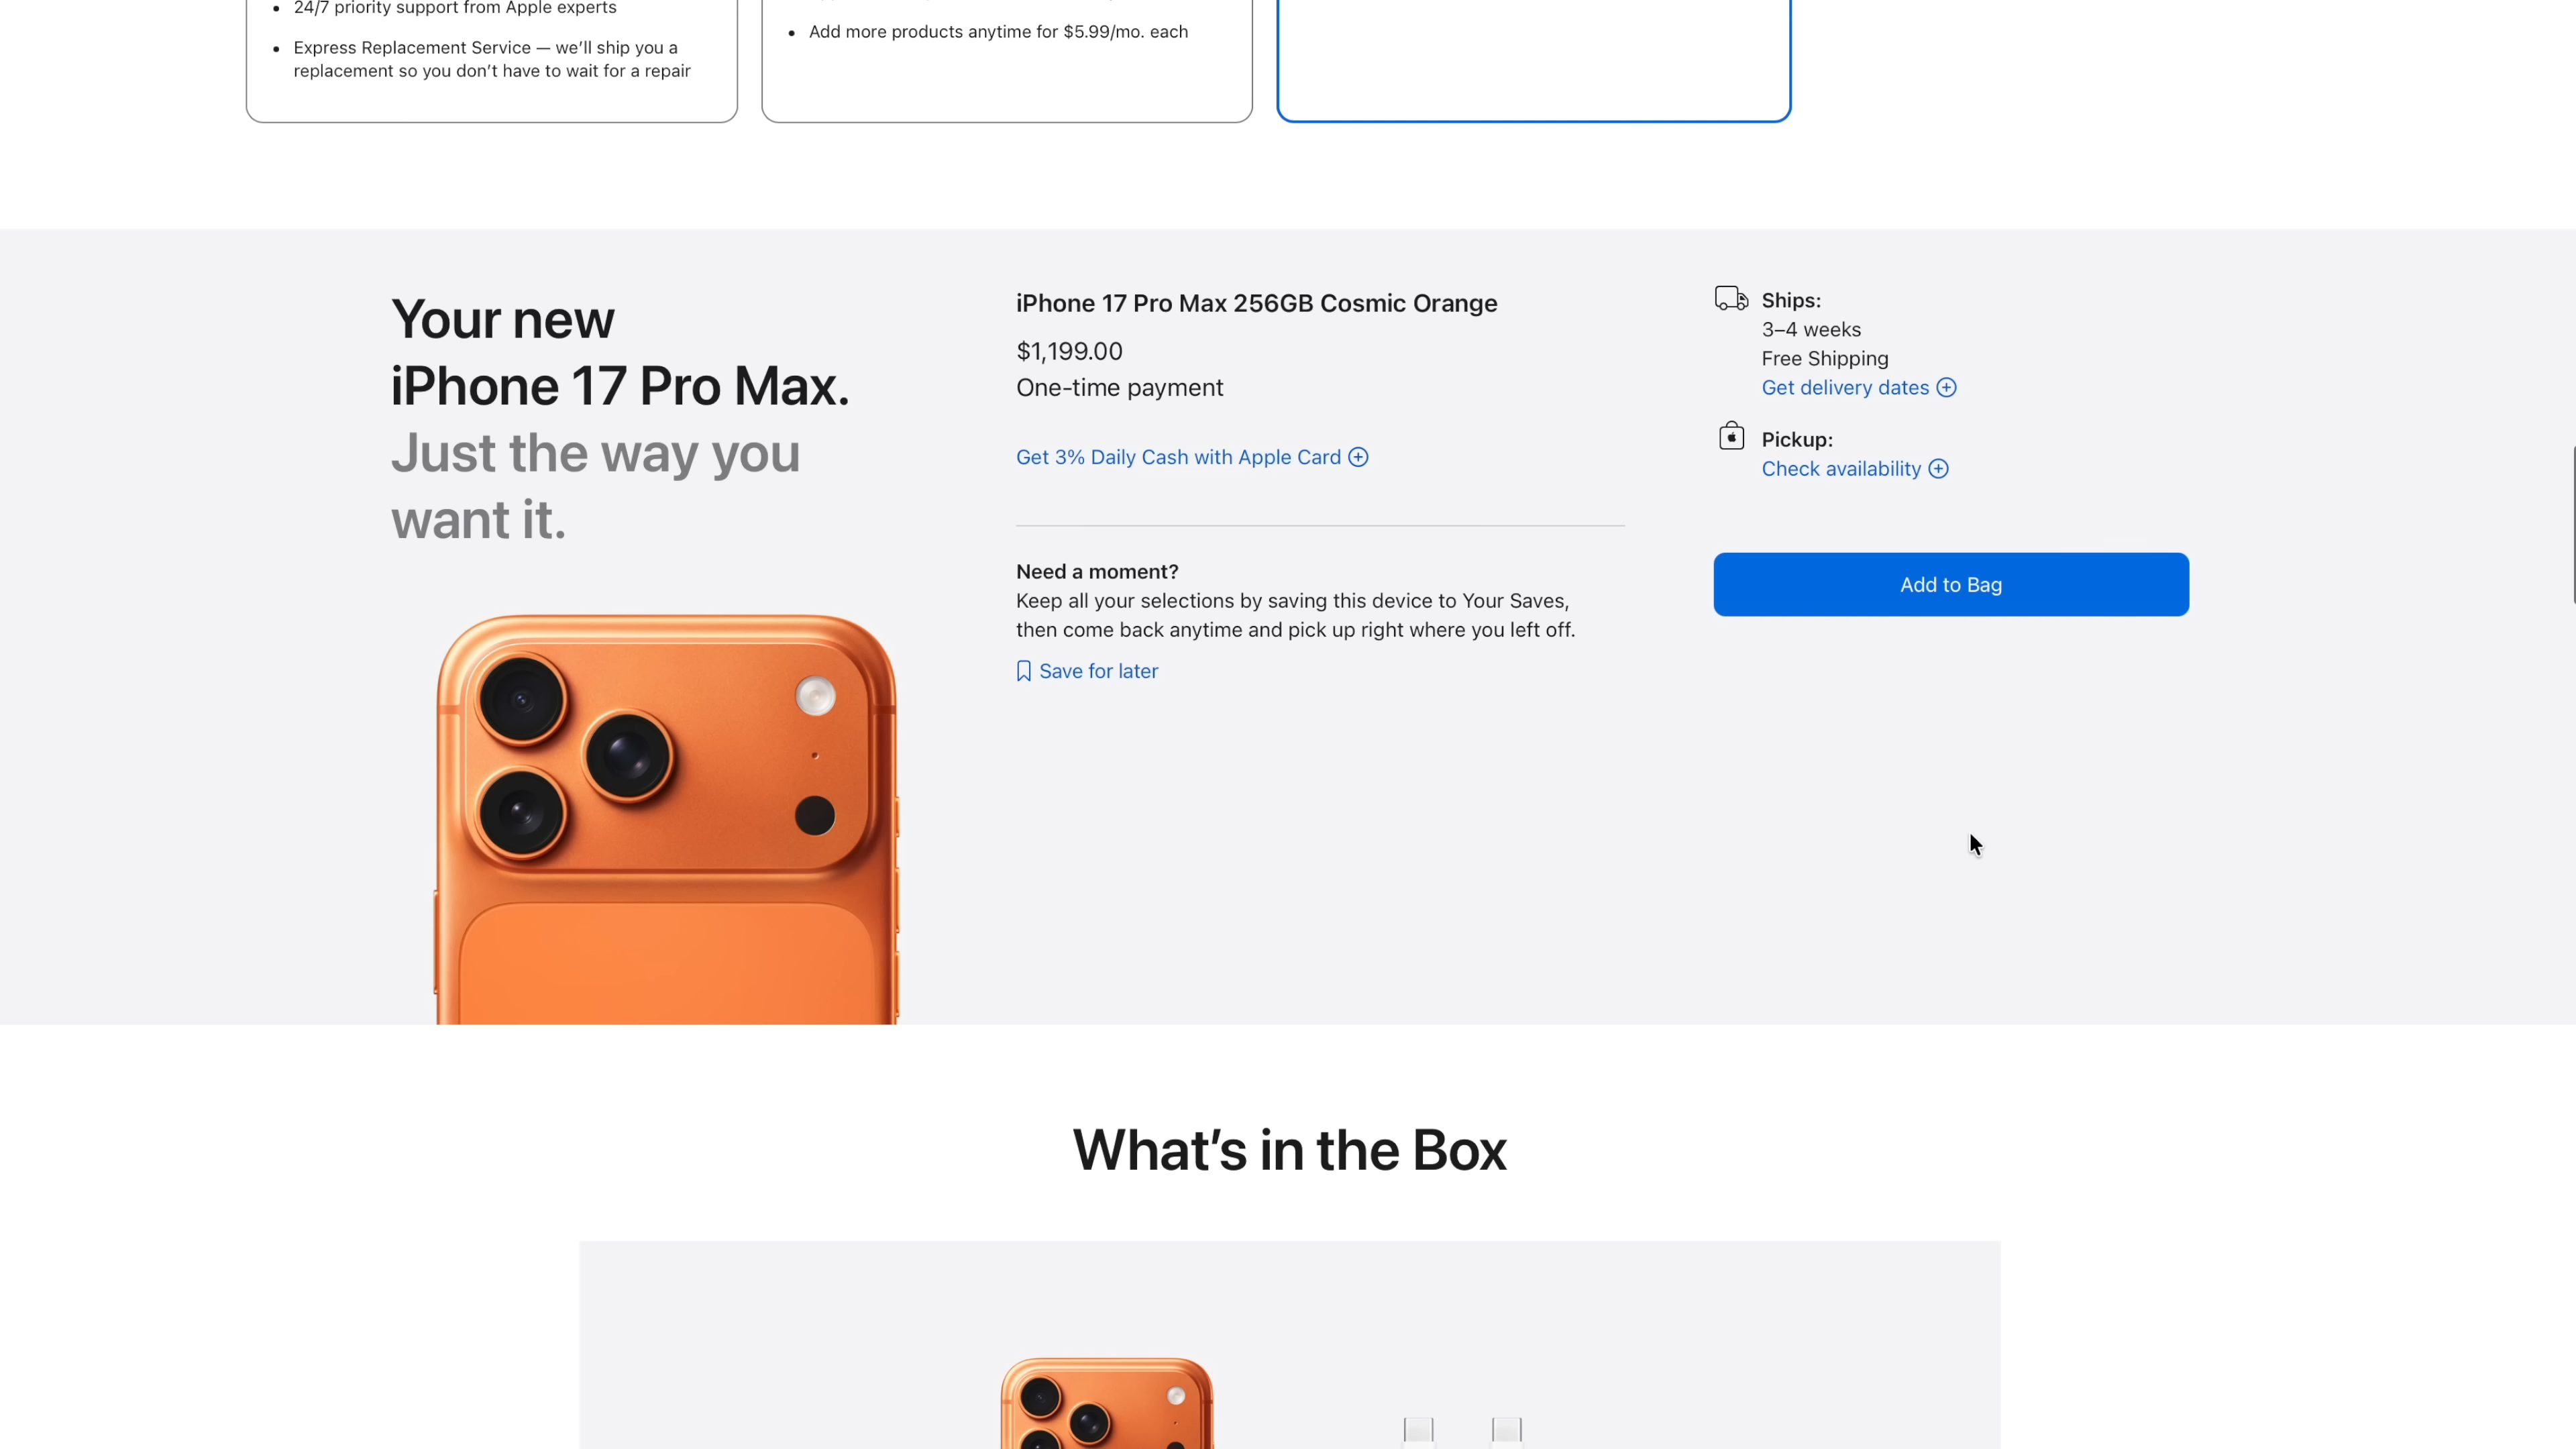 24/7 priority support from Apple experts
Express Replacement Service — we’ll ship you a
replacement so you don’t have to wait for a repair
Add more products anytime for $5.99/mo. each
Your new
iPhone 17 Pro Max.
Just the way you
want it.
iPhone 17 Pro Max 256GB Cosmic Orange
$1,199.00
One-time payment
Get 3% Daily Cash with Apple Card
Need a moment?
Keep all your selections by saving this device to Your Saves,
then come back anytime and pick up right where you left off.
Save for later
Ships:
3–4 weeks
Free Shipping
Get delivery dates
Pickup:
Check availability
Add to Bag
What’s in the Box